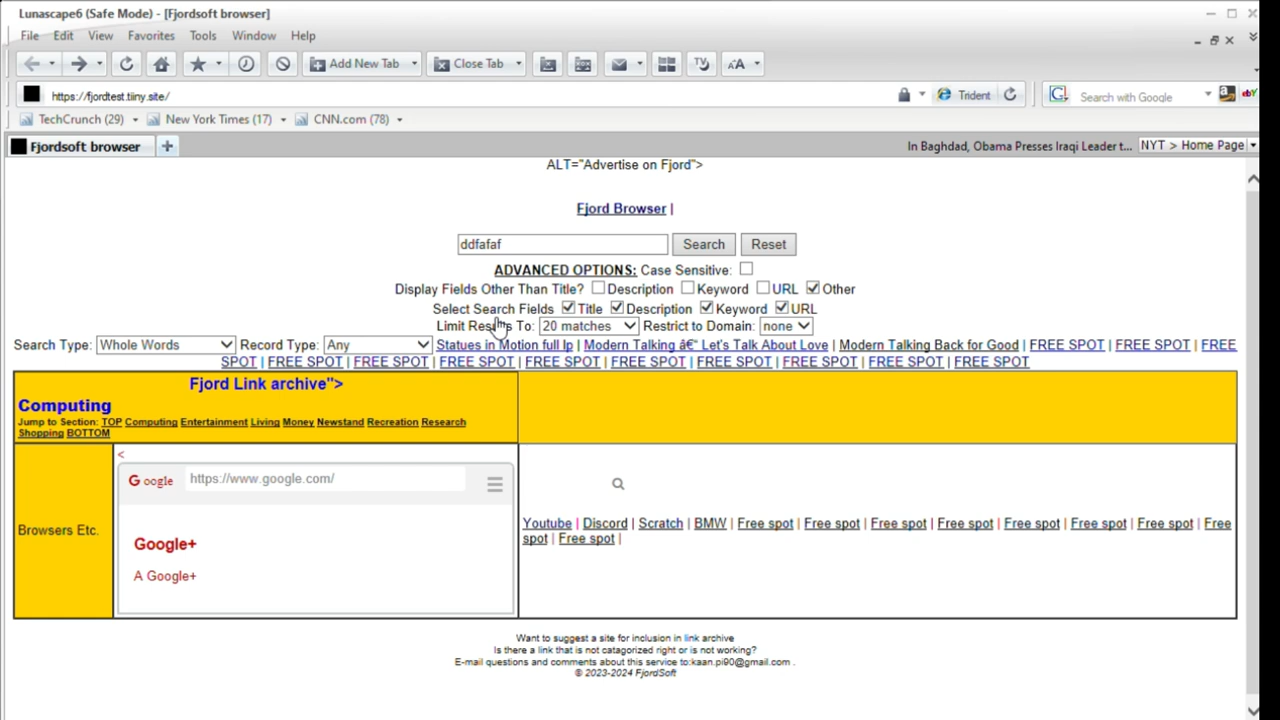 Lunascape6 (Safe Mode) - [Fjordsoft browser]
File Edit View Favorites Tools Window Help
Add New Tab Close Tab
https://fjordtest.tiiny.site/ Trident Search with Google
TechCrunch (29) New York Times (17) CNN.com (78)
Fjordsoft browser In Baghdad, Obama Presents Iraqi Leader t... NYT > Home Page
ALT="Advertise on Fjord">
Fjord Browser |
ddfafaf Search Reset
ADVANCED OPTIONS: Case Sensitive:
Display Fields Other Than Title? Description Keyword URL Other
Select Search Fields Title Description Keyword URL
Limit Results To: 20 matches Restrict to Domain: none
Search Type: Whole Words Record Type: Any Statues in Motion full lp | Modern Talking â€“ Let's Talk About Love | Modern Talking Back for Good | FREE SPOT | FREE SPOT | FREE
SPOT | FREE SPOT | FREE SPOT | FREE SPOT | FREE SPOT | FREE SPOT | FREE SPOT | FREE SPOT | FREE SPOT | FREE SPOT
Fjord Link archive">
Computing
Jump to Section: TOP Computing Entertainment Living Money Newstand Recreation Research
Shopping BOTTOM
<
Google https://www.google.com/
Browsers Etc.
Google+
A Google+
Youtube | Discord | Scratch | BMW | Free spot | Free spot | Free spot | Free spot | Free spot | Free spot | Free spot | Free
spot | Free spot |
Want to suggest a site for inclusion in link archive
Is there a link that is not catagorized right or is not working?
E-mail questions and comments about this service to:kaan.pi90@gmail.com .
© 2023-2024 FjordSoft